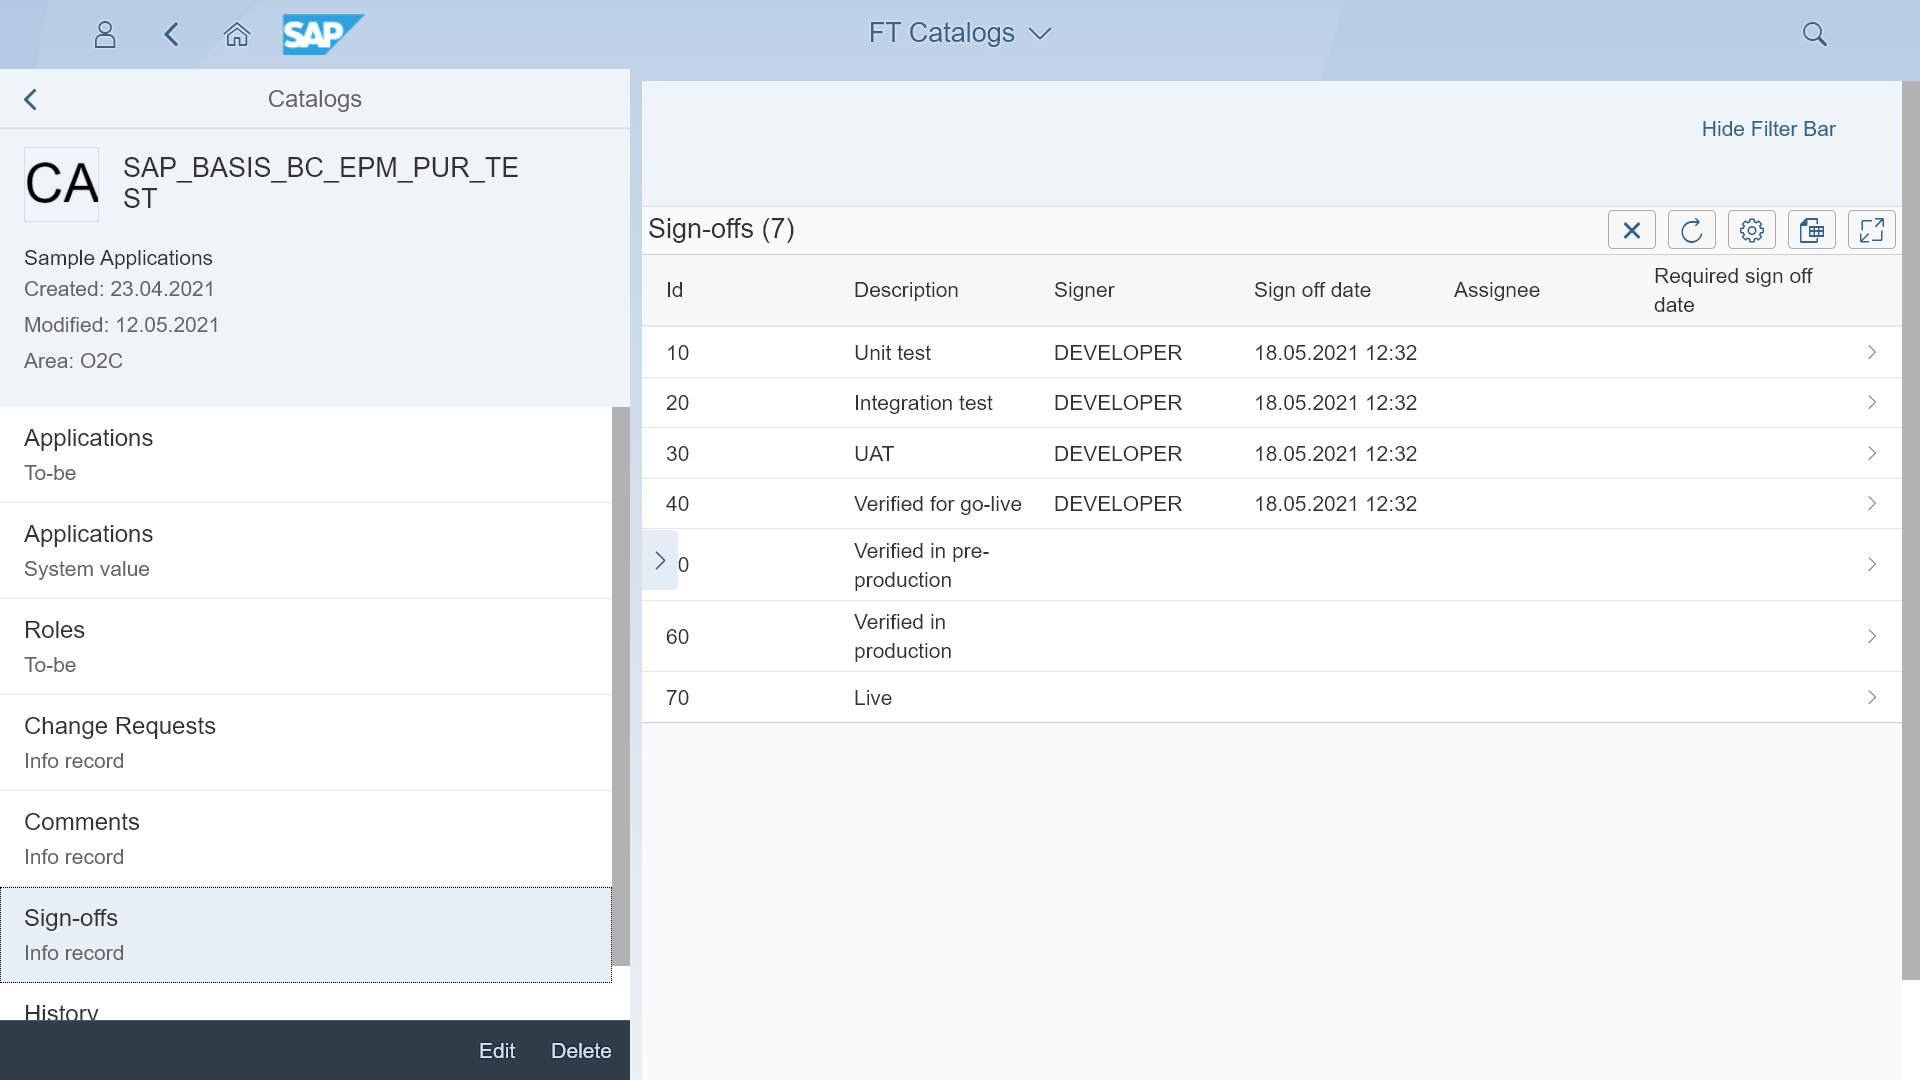 SAP
FT Catalogs
Catalogs
CA
SAP_BASIS_BC_EPM_PUR_TE
ST
Sample Applications
Created: 23.04.2021
Modified: 12.05.2021
Area: O2C
Applications
To-be
Applications
System value
Roles
To-be
Change Requests
Info record
Comments
Info record
Sign-offs
Info record
History
Edit Delete
Hide Filter Bar
Sign-offs (7)
Id Description Signer Sign off date Assignee Required sign off
date
10 Unit test DEVELOPER 18.05.2021 12:32
20 Integration test DEVELOPER 18.05.2021 12:32
30 UAT DEVELOPER 18.05.2021 12:32
40 Verified for go-live DEVELOPER 18.05.2021 12:32
0 Verified in pre-
production
60 Verified in
production
70 Live